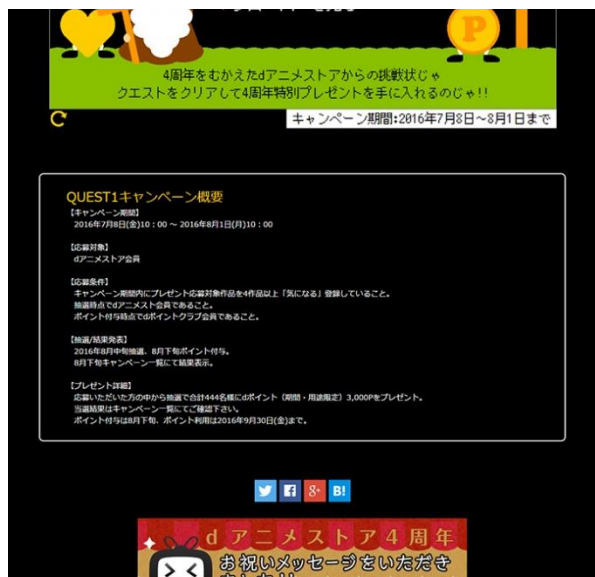 4周年をむかえたdアニメストアからの挑戦状じゃ
クエストをクリアして4周年特別プレゼントを手に入れるのじゃ!!
キャンペーン期間:2016年7月8日～8月1日まで
QUEST1キャンペーン概要
【キャンペーン期間】
2016年7月8日(金)10：00 ～ 2016年8月1日(月)10：00
【応募対象】
dアニメストア会員
【応募条件】
キャンペーン期間内にプレゼント応募対象作品を4作品以上「気になる」登録していること。
抽選時点でdアニメスト会員であること。
ポイント付与時点でdポイントクラブ会員であること。
【抽選/結果発表】
2016年8月中旬抽選、8月下旬ポイント付与。
8月下旬キャンペーン一覧にて結果表示。
【プレゼント詳細】
応募いただいた方の中から抽選で合計444名様にdポイント（期間・用途限定）3,000Pをプレゼント。
当選結果はキャンペーン一覧にてご確認下さい。
ポイント付与は8月下旬、ポイント利用は2016年9月30日(金)まで。
B!
dアニメストア4周年
お祝いメッセージをいただき